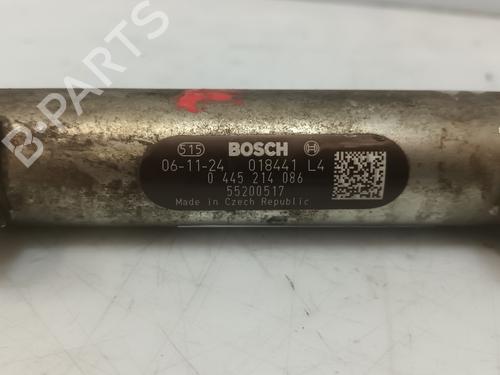 515 BOSCH
06-11-24 018441 L4
0 445 214 086
55200517
Made in Czech Republic
B-PARTS